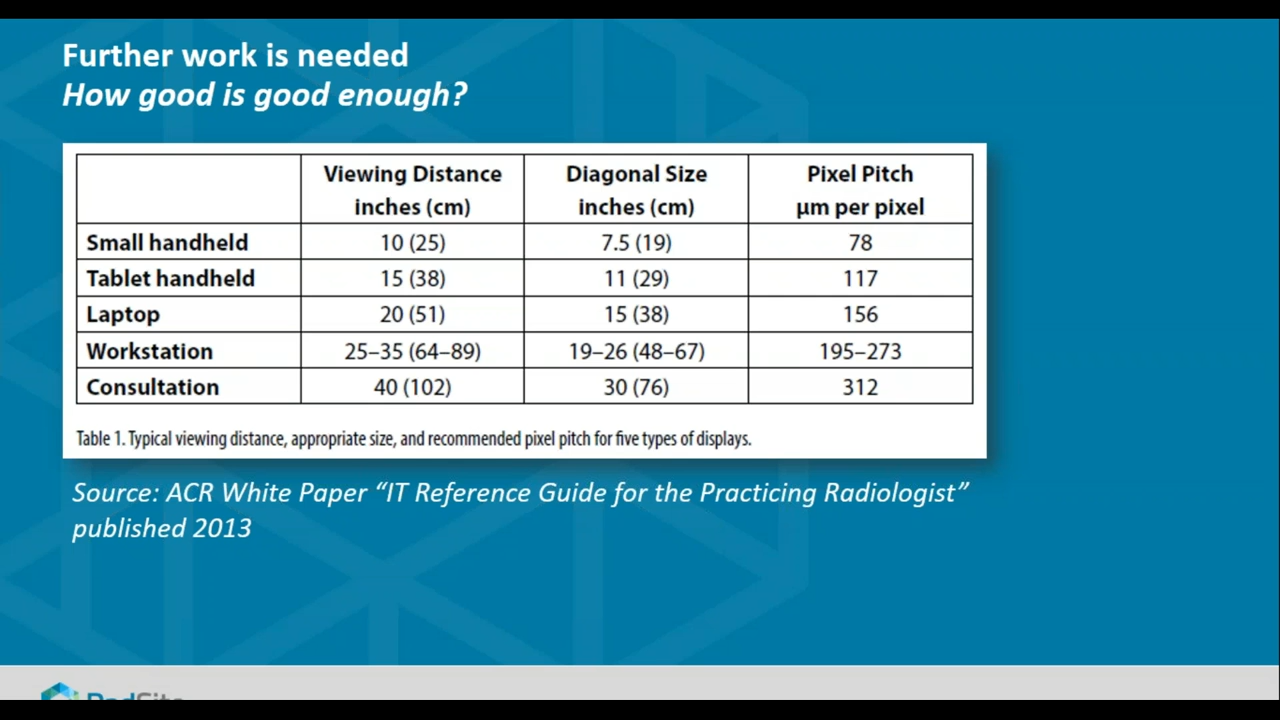 Further work is needed
How good is good enough?
Viewing Distance inches (cm) Diagonal Size inches (cm) Pixel Pitch µm per pixel
Small handheld 10 (25) 7.5 (19) 78
Tablet handheld 15 (38) 11 (29) 117
Laptop 20 (51) 15 (38) 156
Workstation 25–35 (64–89) 19–26 (48–67) 195–273
Consultation 40 (102) 30 (76) 312
Table 1. Typical viewing distance, appropriate size, and recommended pixel pitch for five types of displays.
Source: ACR White Paper “IT Reference Guide for the Practicing Radiologist”
published 2013